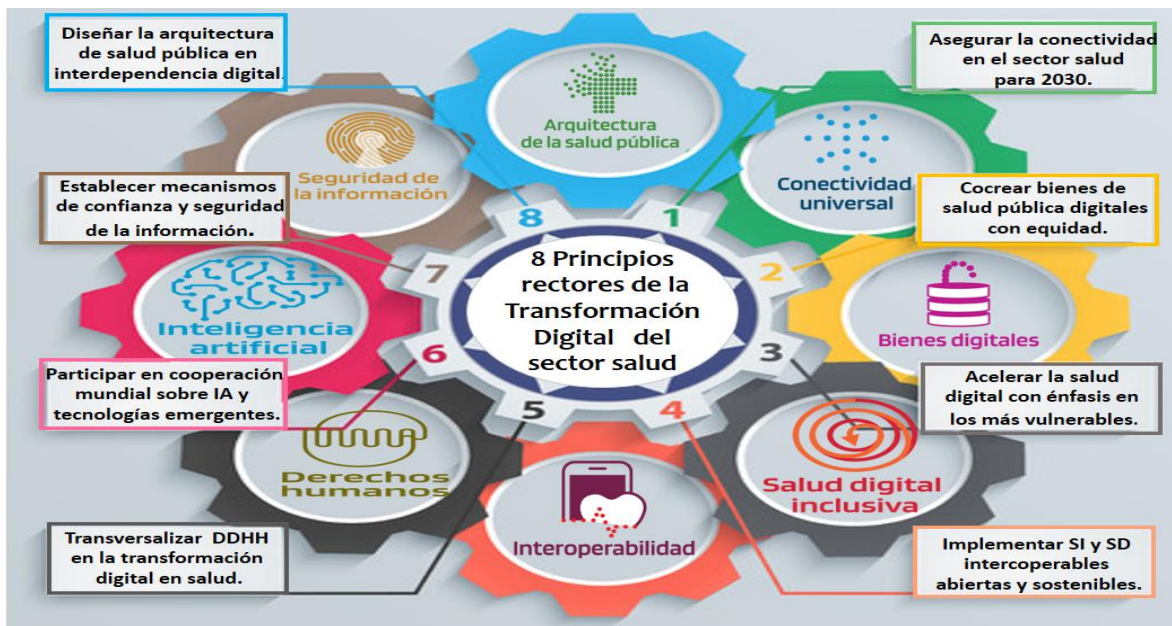 Diseñar la arquitectura
de salud pública en
interdependencia digital.
Arquitectura
de la salud pública
Asegurar la conectividad
en el sector salud
para 2030.
Seguridad de
la información
Conectividad
universal
Establecer mecanismos
de confianza y seguridad
de la información.
8
1
Cocrear bienes de
salud pública digitales
con equidad.
7
2
8 Principios
rectores de la
Transformación
Digital del
sector salud
Inteligencia
artificial
Bienes digitales
6
3
Participar en cooperación
mundial sobre IA y
tecnologías emergentes.
5
4
Acelerar la salud
digital con énfasis en
los más vulnerables.
Derechos
humanos
Salud digital
inclusiva
Interoperabilidad
Transversalizar DDHH
en la transformación
digital en salud.
Implementar SI y SD
intercoperables
abiertas y sostenibles.